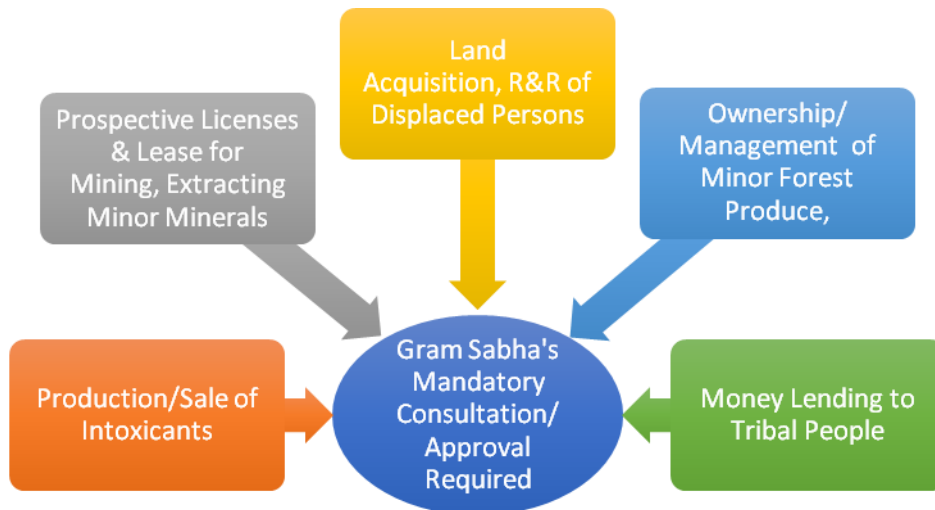 Land
Acquisition, R&R of
Displaced Persons
Prospective Licenses
& Lease for
Mining, Extracting
Minor Minerals
Ownership/
Management of
Minor Forest
Produce,
Production/Sale of
Intoxicants
Gram Sabha's
Mandatory
Consultation/
Approval
Required
Money Lending to
Tribal People